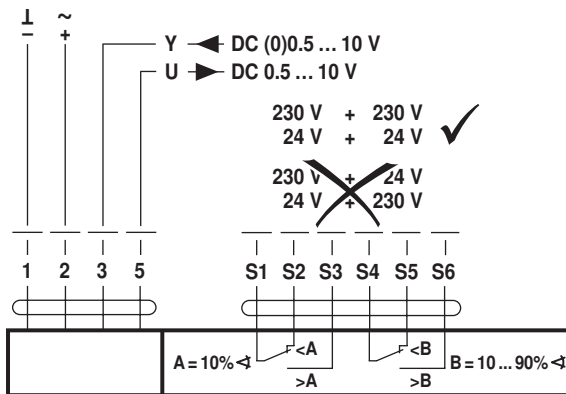 ⊥ ~
− +
Y ◄ DC (0)0.5 ... 10 V
U ► DC 0.5 ... 10 V
230 V + 230 V
24 V + 24 V
230 V + 24 V
24 V + 230 V
1 2 3 5 S1 S2 S3 S4 S5 S6
A = 10% ∢ <A <B B = 10 ... 90% ∢
>A >B